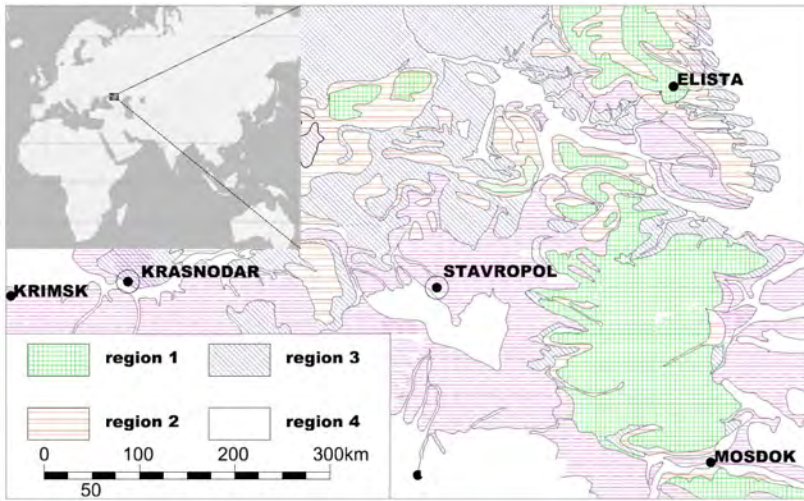 ELISTA
KRASNODAR
STAVROPOL
KRIMSK
region 1
region 3
region 2
region 4
0 100 200 300km
50
MOSDOK